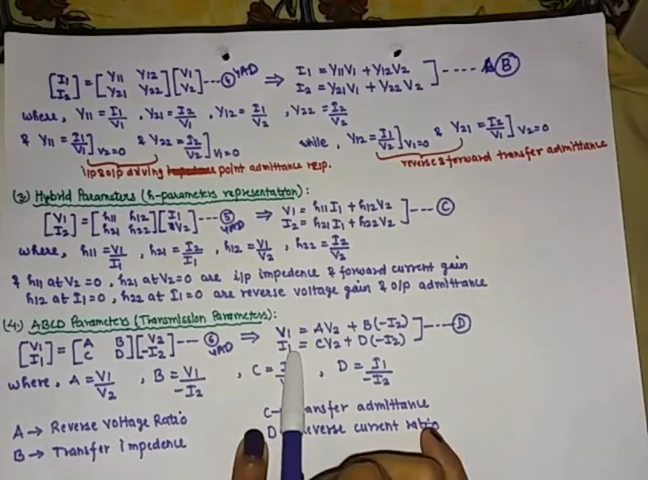 [I1 I2] = [Y11 Y12 Y21 Y22] [V1 V2] ---- ④ YAD ⇒ I1 = Y11V1 + Y12V2
I2 = Y21V1 + Y22V2 ] ---- Ⓑ
where, Y11 = I1/V1, Y21 = I2/V1, Y12 = I1/V2, Y22 = I2/V2
& Y11 = I1/V1]V2=0 & Y22 = I2/V2]V1=0 while, Y12 = I1/V2]V1=0 & Y21 = I2/V1]V2=0
i/p & o/p driving point admittance resp. reverse & forward transfer admittance
(3) Hybrid Parameters (h-parameters representation):
[V1 I2] = [h11 h12 h21 h22] [I1 V2] ---- ⑤ YAD ⇒ V1 = h11I1 + h12V2
I2 = h21I1 + h22V2 ] ---- Ⓒ
where, h11 = V1/I1, h21 = I2/I1, h12 = V1/V2, h22 = I2/V2
& h11 at V2=0, h21 at V2=0 are i/p impedence & forward current gain
h12 at I1=0, h22 at I1=0 are reverse voltage gain & o/p admittance
(4.) ABCD Parameters (Transmission Parameters):
[V1 I1] = [A B C D] [V2 -I2] ---- ⑥ YAD ⇒ V1 = AV2 + B(-I2)
I1 = CV2 + D(-I2) ] ---- Ⓓ
where, A = V1/V2, B = V1/-I2, C = , D = I1/-I2
A → Reverse Voltage Ratio C- admittance
B → Transfer impedence D current ratio